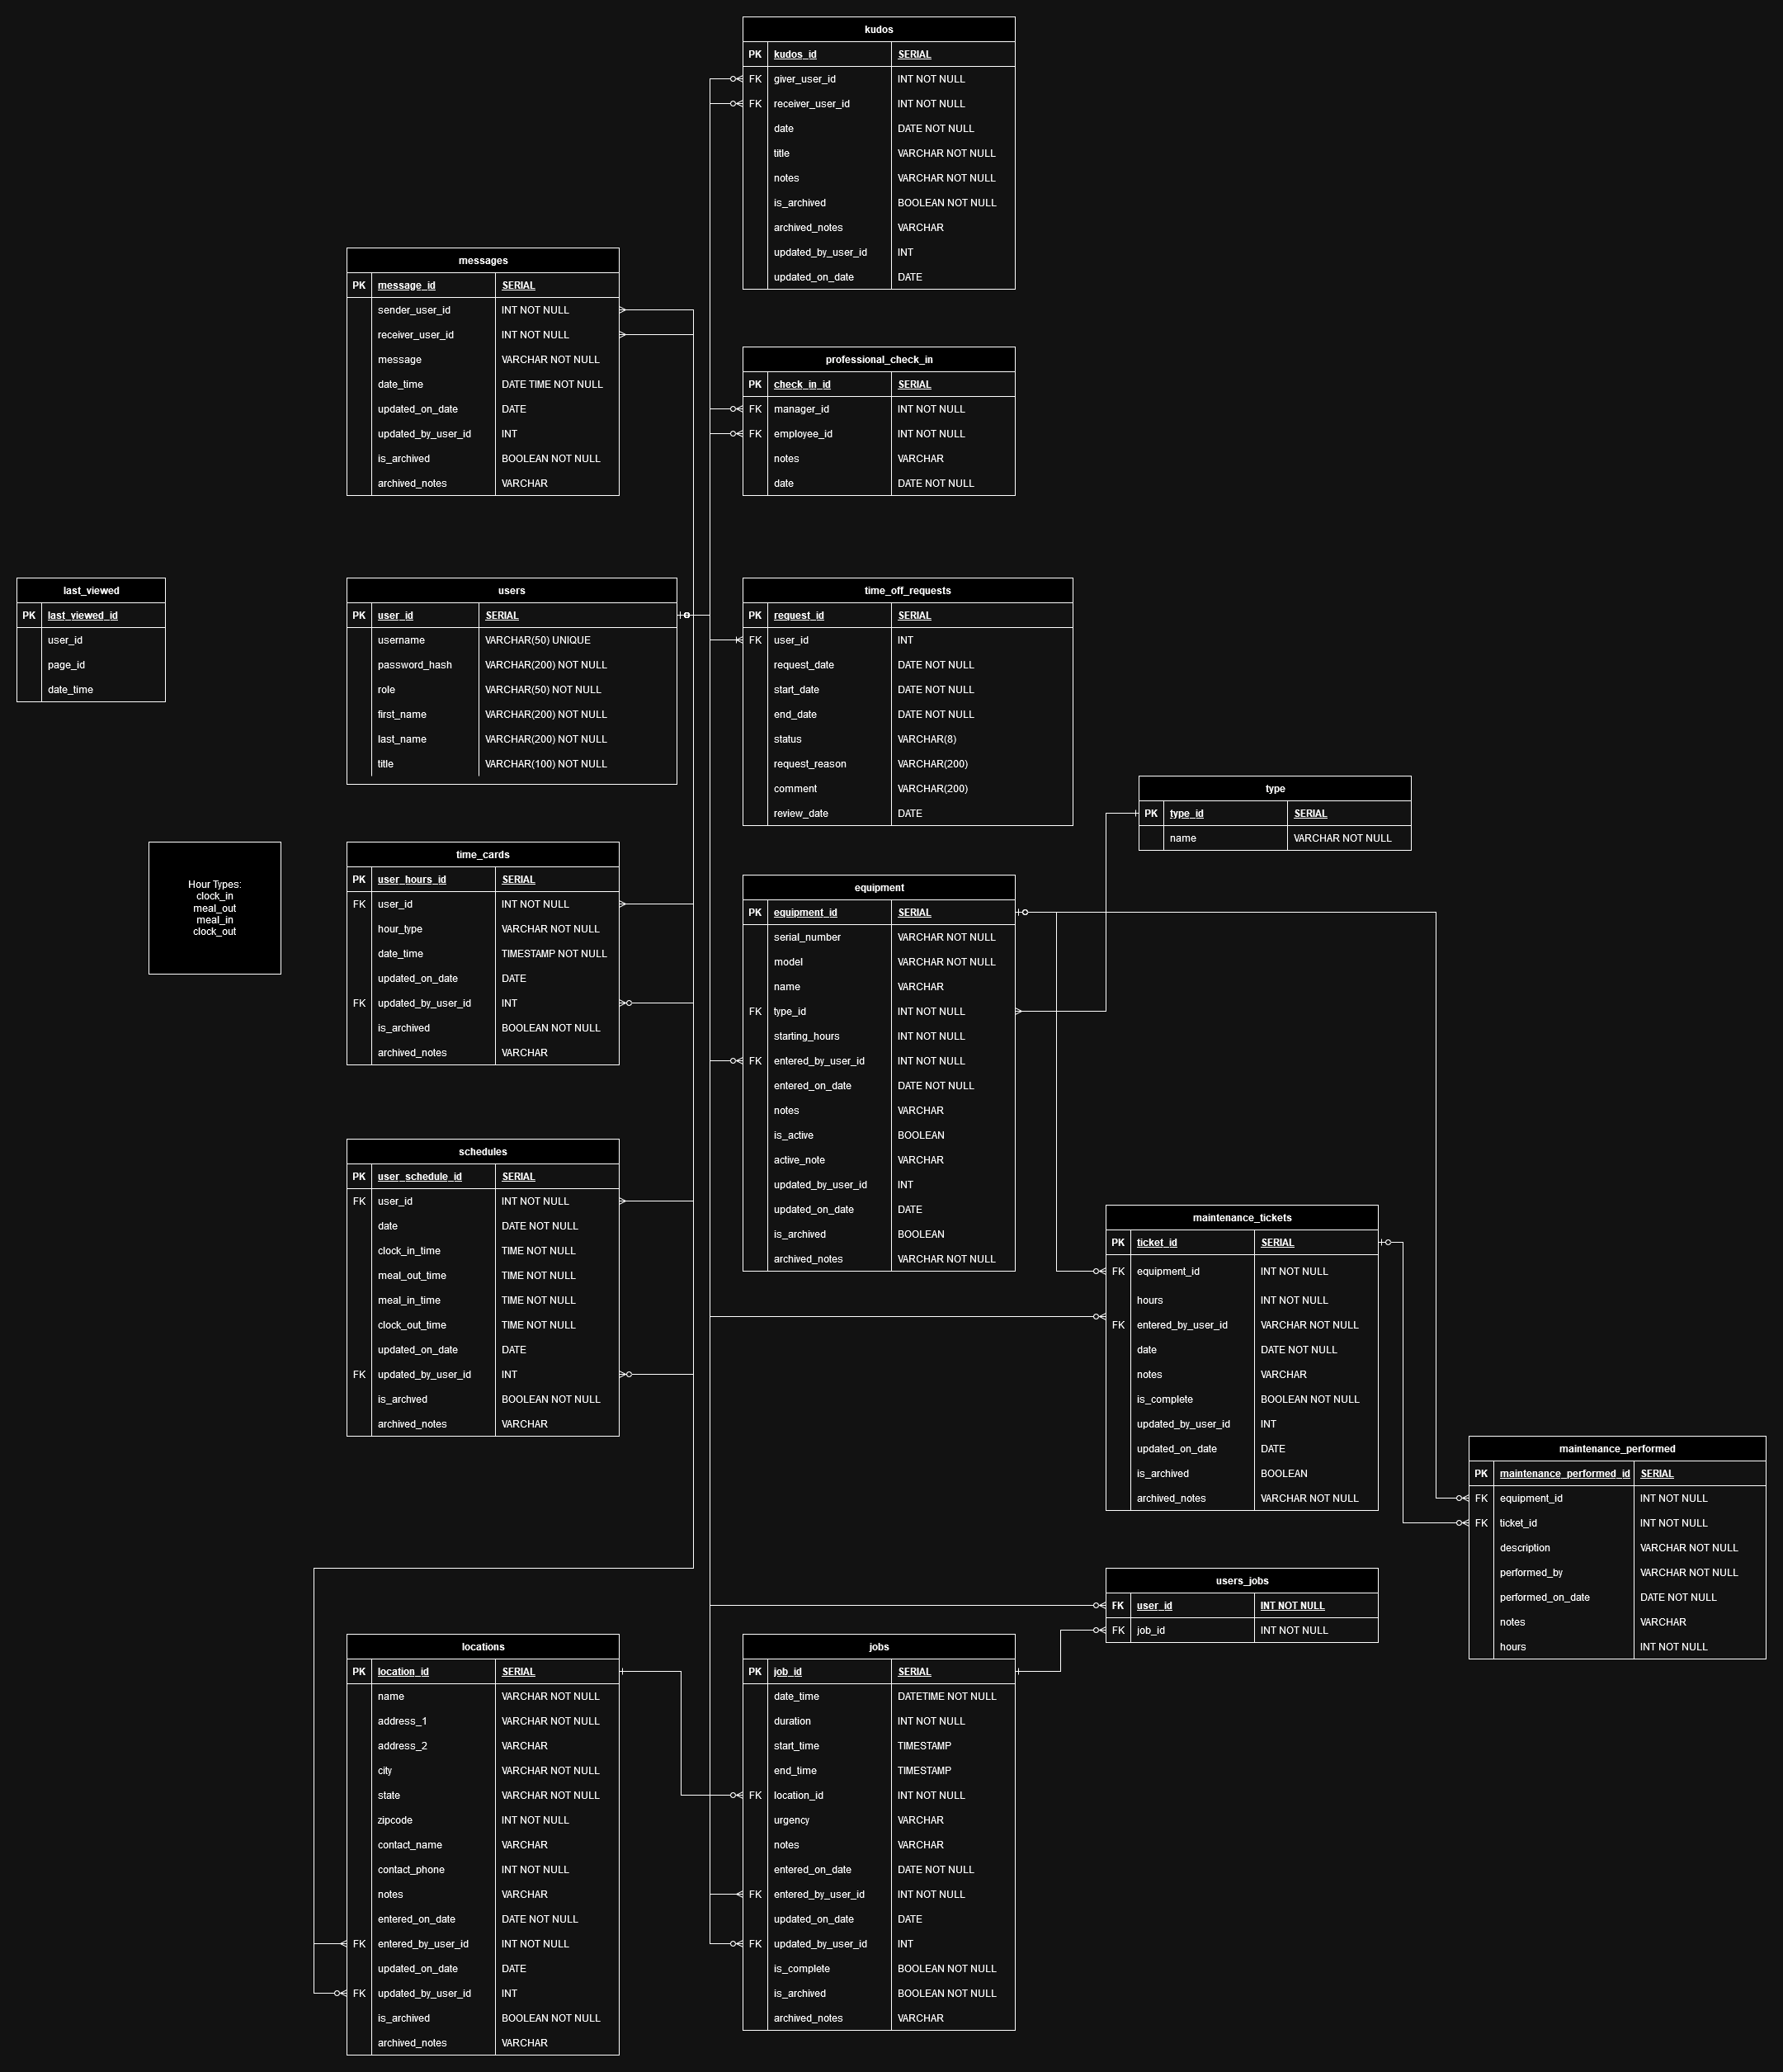 kudos
PK kudos_id SERIAL
FK giver_user_id INT NOT NULL
FK receiver_user_id INT NOT NULL
date DATE NOT NULL
title VARCHAR NOT NULL
notes VARCHAR NOT NULL
is_archived BOOLEAN NOT NULL
archived_notes VARCHAR
updated_by_user_id INT
updated_on_date DATE
messages
PK message_id SERIAL
sender_user_id INT NOT NULL
receiver_user_id INT NOT NULL
message VARCHAR NOT NULL
date_time DATE TIME NOT NULL
updated_on_date DATE
updated_by_user_id INT
is_archived BOOLEAN NOT NULL
archived_notes VARCHAR
professional_check_in
PK check_in_id SERIAL
FK manager_id INT NOT NULL
FK employee_id INT NOT NULL
notes VARCHAR
date DATE NOT NULL
last_viewed
PK last_viewed_id
user_id
page_id
date_time
users
PK user_id SERIAL
username VARCHAR(50) UNIQUE
password_hash VARCHAR(200) NOT NULL
role VARCHAR(50) NOT NULL
first_name VARCHAR(200) NOT NULL
last_name VARCHAR(200) NOT NULL
title VARCHAR(100) NOT NULL
time_off_requests
PK request_id SERIAL
FK user_id INT
request_date DATE NOT NULL
start_date DATE NOT NULL
end_date DATE NOT NULL
status VARCHAR(8)
request_reason VARCHAR(200)
comment VARCHAR(200)
review_date DATE
type
PK type_id SERIAL
name VARCHAR NOT NULL
Hour Types:
clock_in
meal_out
meal_in
clock_out
time_cards
PK user_hours_id SERIAL
FK user_id INT NOT NULL
hour_type VARCHAR NOT NULL
date_time TIMESTAMP NOT NULL
updated_on_date DATE
FK updated_by_user_id INT
is_archived BOOLEAN NOT NULL
archived_notes VARCHAR
equipment
PK equipment_id SERIAL
serial_number VARCHAR NOT NULL
model VARCHAR NOT NULL
name VARCHAR
FK type_id INT NOT NULL
starting_hours INT NOT NULL
FK entered_by_user_id INT NOT NULL
entered_on_date DATE NOT NULL
notes VARCHAR
is_active BOOLEAN
active_note VARCHAR
updated_by_user_id INT
updated_on_date DATE
is_archived BOOLEAN
archived_notes VARCHAR NOT NULL
schedules
PK user_schedule_id SERIAL
FK user_id INT NOT NULL
date DATE NOT NULL
clock_in_time TIME NOT NULL
meal_out_time TIME NOT NULL
meal_in_time TIME NOT NULL
clock_out_time TIME NOT NULL
updated_on_date DATE
FK updated_by_user_id INT
is_archved BOOLEAN NOT NULL
archived_notes VARCHAR
maintenance_tickets
PK ticket_id SERIAL
FK equipment_id INT NOT NULL
hours INT NOT NULL
FK entered_by_user_id VARCHAR NOT NULL
date DATE NOT NULL
notes VARCHAR
is_complete BOOLEAN NOT NULL
updated_by_user_id INT
updated_on_date DATE
is_archived BOOLEAN
archived_notes VARCHAR NOT NULL
maintenance_performed
PK maintenance_performed_id SERIAL
FK equipment_id INT NOT NULL
FK ticket_id INT NOT NULL
description VARCHAR NOT NULL
performed_by VARCHAR NOT NULL
performed_on_date DATE NOT NULL
notes VARCHAR
hours INT NOT NULL
users_jobs
FK user_id INT NOT NULL
FK job_id INT NOT NULL
locations
PK location_id SERIAL
name VARCHAR NOT NULL
address_1 VARCHAR NOT NULL
address_2 VARCHAR
city VARCHAR NOT NULL
state VARCHAR NOT NULL
zipcode INT NOT NULL
contact_name VARCHAR
contact_phone INT NOT NULL
notes VARCHAR
entered_on_date DATE NOT NULL
FK entered_by_user_id INT NOT NULL
updated_on_date DATE
FK updated_by_user_id INT
is_archived BOOLEAN NOT NULL
archived_notes VARCHAR
jobs
PK job_id SERIAL
date_time DATETIME NOT NULL
duration INT NOT NULL
start_time TIMESTAMP
end_time TIMESTAMP
FK location_id INT NOT NULL
urgency VARCHAR
notes VARCHAR
entered_on_date DATE NOT NULL
FK entered_by_user_id INT NOT NULL
updated_on_date DATE
FK updated_by_user_id INT
is_complete BOOLEAN NOT NULL
is_archived BOOLEAN NOT NULL
archived_notes VARCHAR